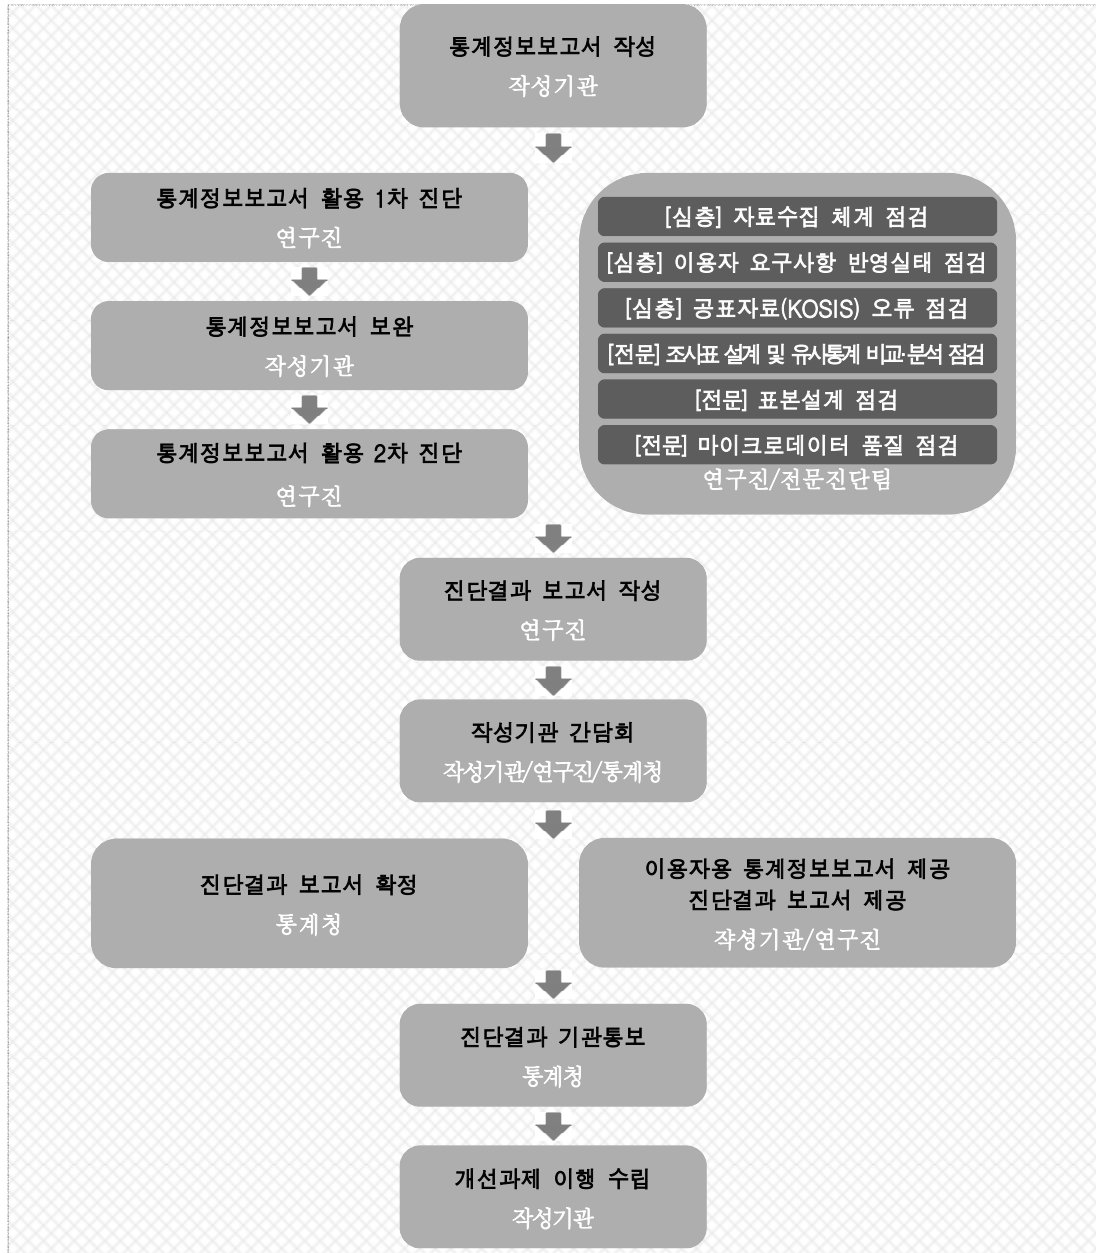 통계정보보고서 작성
작성기관
통계정보보고서 활용 1차 진단
연구진
통계정보보고서 보완
작성기관
통계정보보고서 활용 2차 진단
연구진
[심층] 자료수집 체계 점검
[심층] 이용자 요구사항 반영실태 점검
[심층] 공표자료(KOSIS) 오류 점검
[전문] 조사표 설계 및 유사통계 비교·분석 점검
[전문] 표본설계 점검
[전문] 마이크로데이터 품질 점검
연구진/전문진단팀
진단결과 보고서 작성
연구진
작성기관 간담회
작성기관/연구진/통계청
진단결과 보고서 확정
통계청
이용자용 통계정보보고서 제공
진단결과 보고서 제공
작성기관/연구진
진단결과 기관통보
통계청
개선과제 이행 수립
작성기관